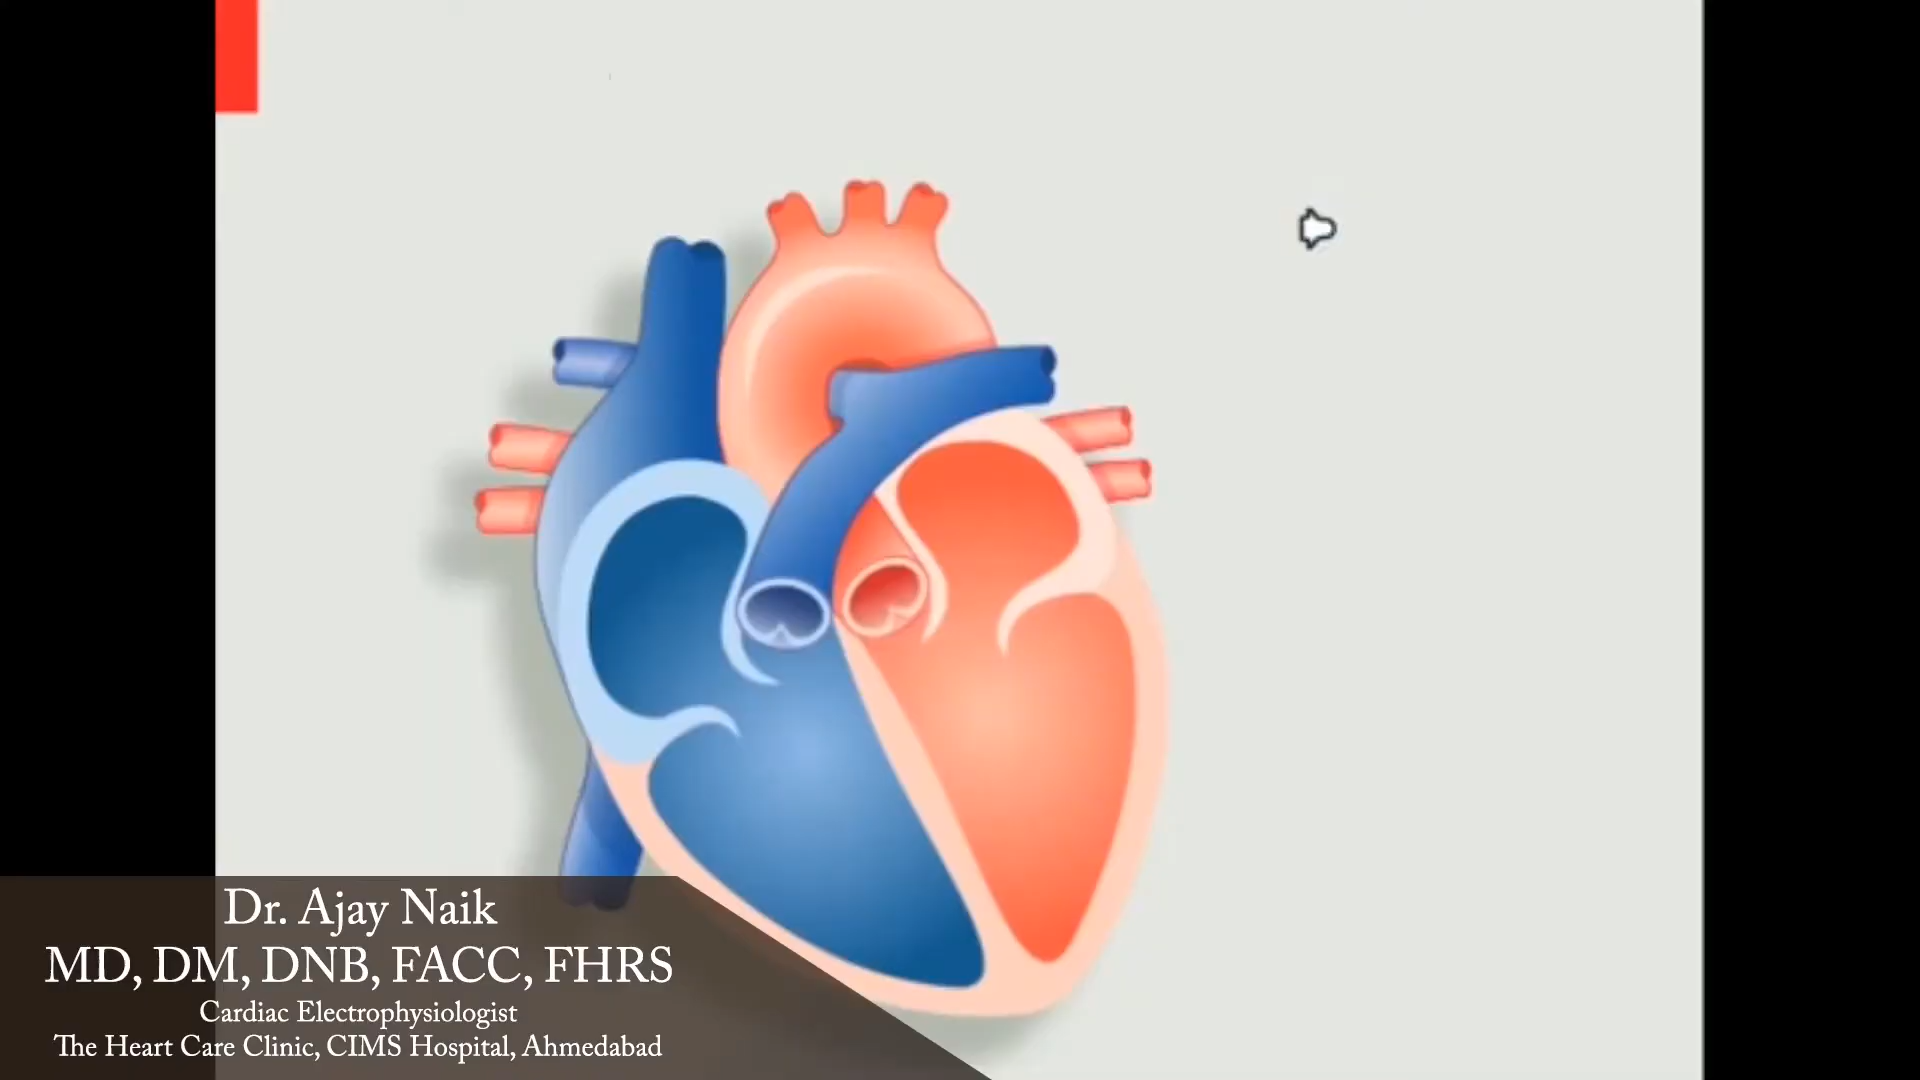 Dr. Ajay Naik
MD, DM, DNB, FACC, FHRS
Cardiac Electrophysiologist
The Heart Care Clinic, CIMS Hospital, Ahmedabad